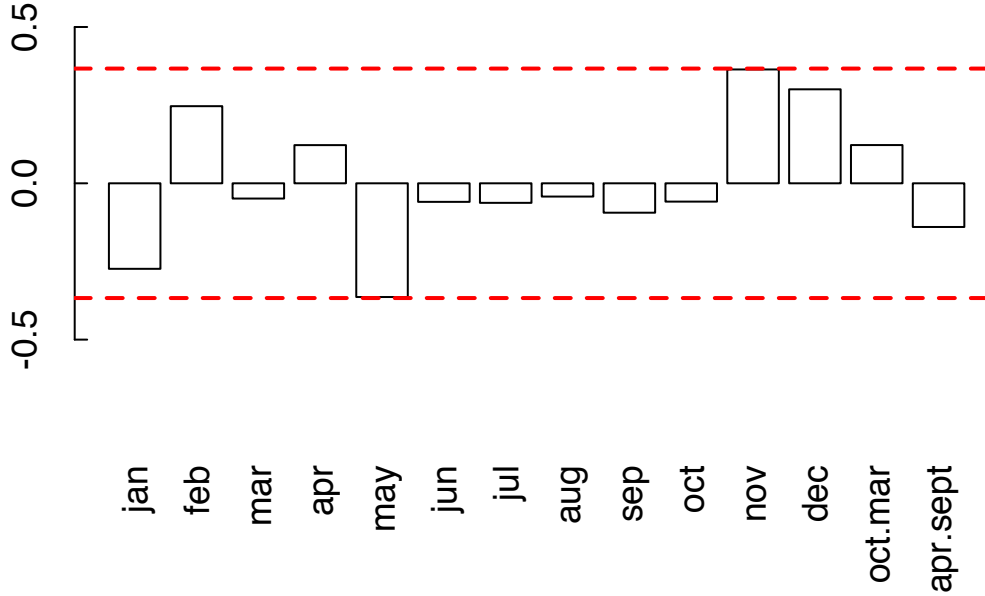 0.5
0.0
-0.5
jan
feb
mar
apr
may
jun
jul
aug
sep
oct
nov
dec
oct.mar
apr.sept